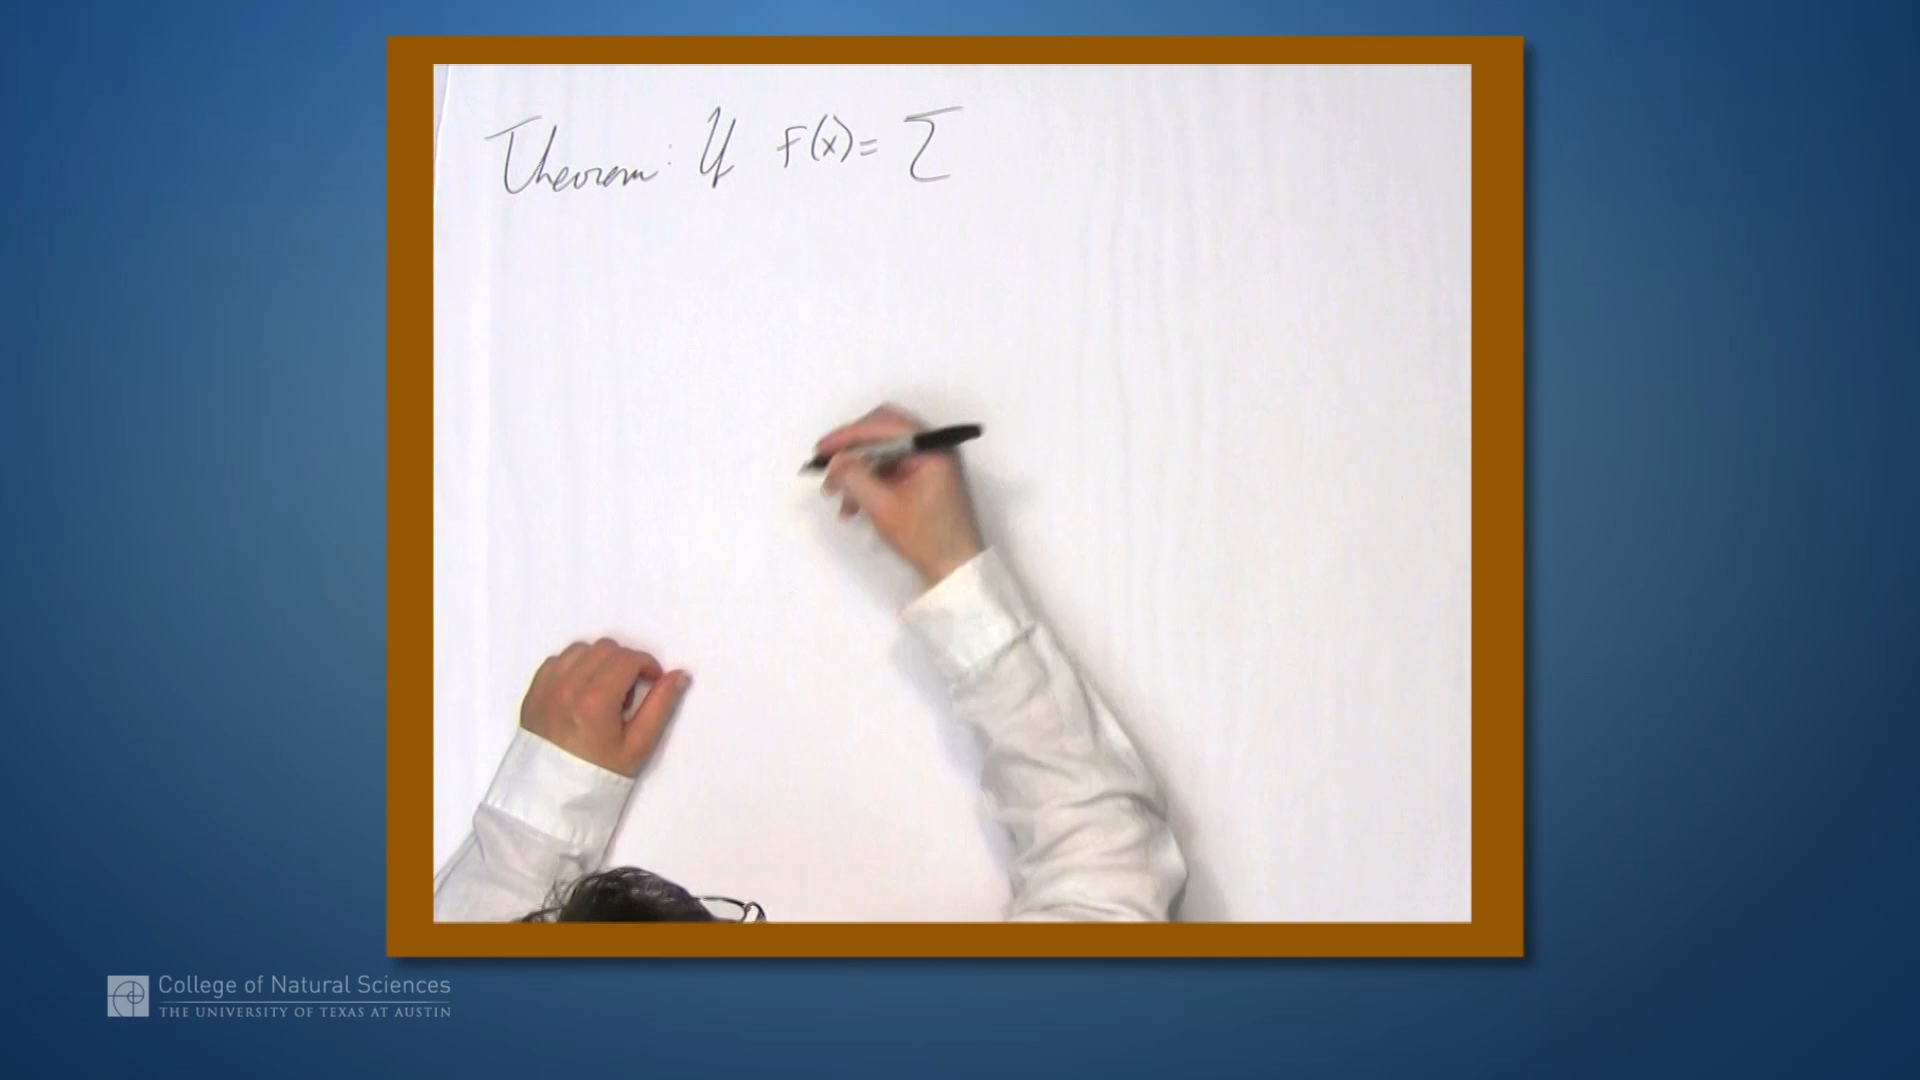 Theorem: If F(x) = Σ
College of Natural Sciences
THE UNIVERSITY OF TEXAS AT AUSTIN